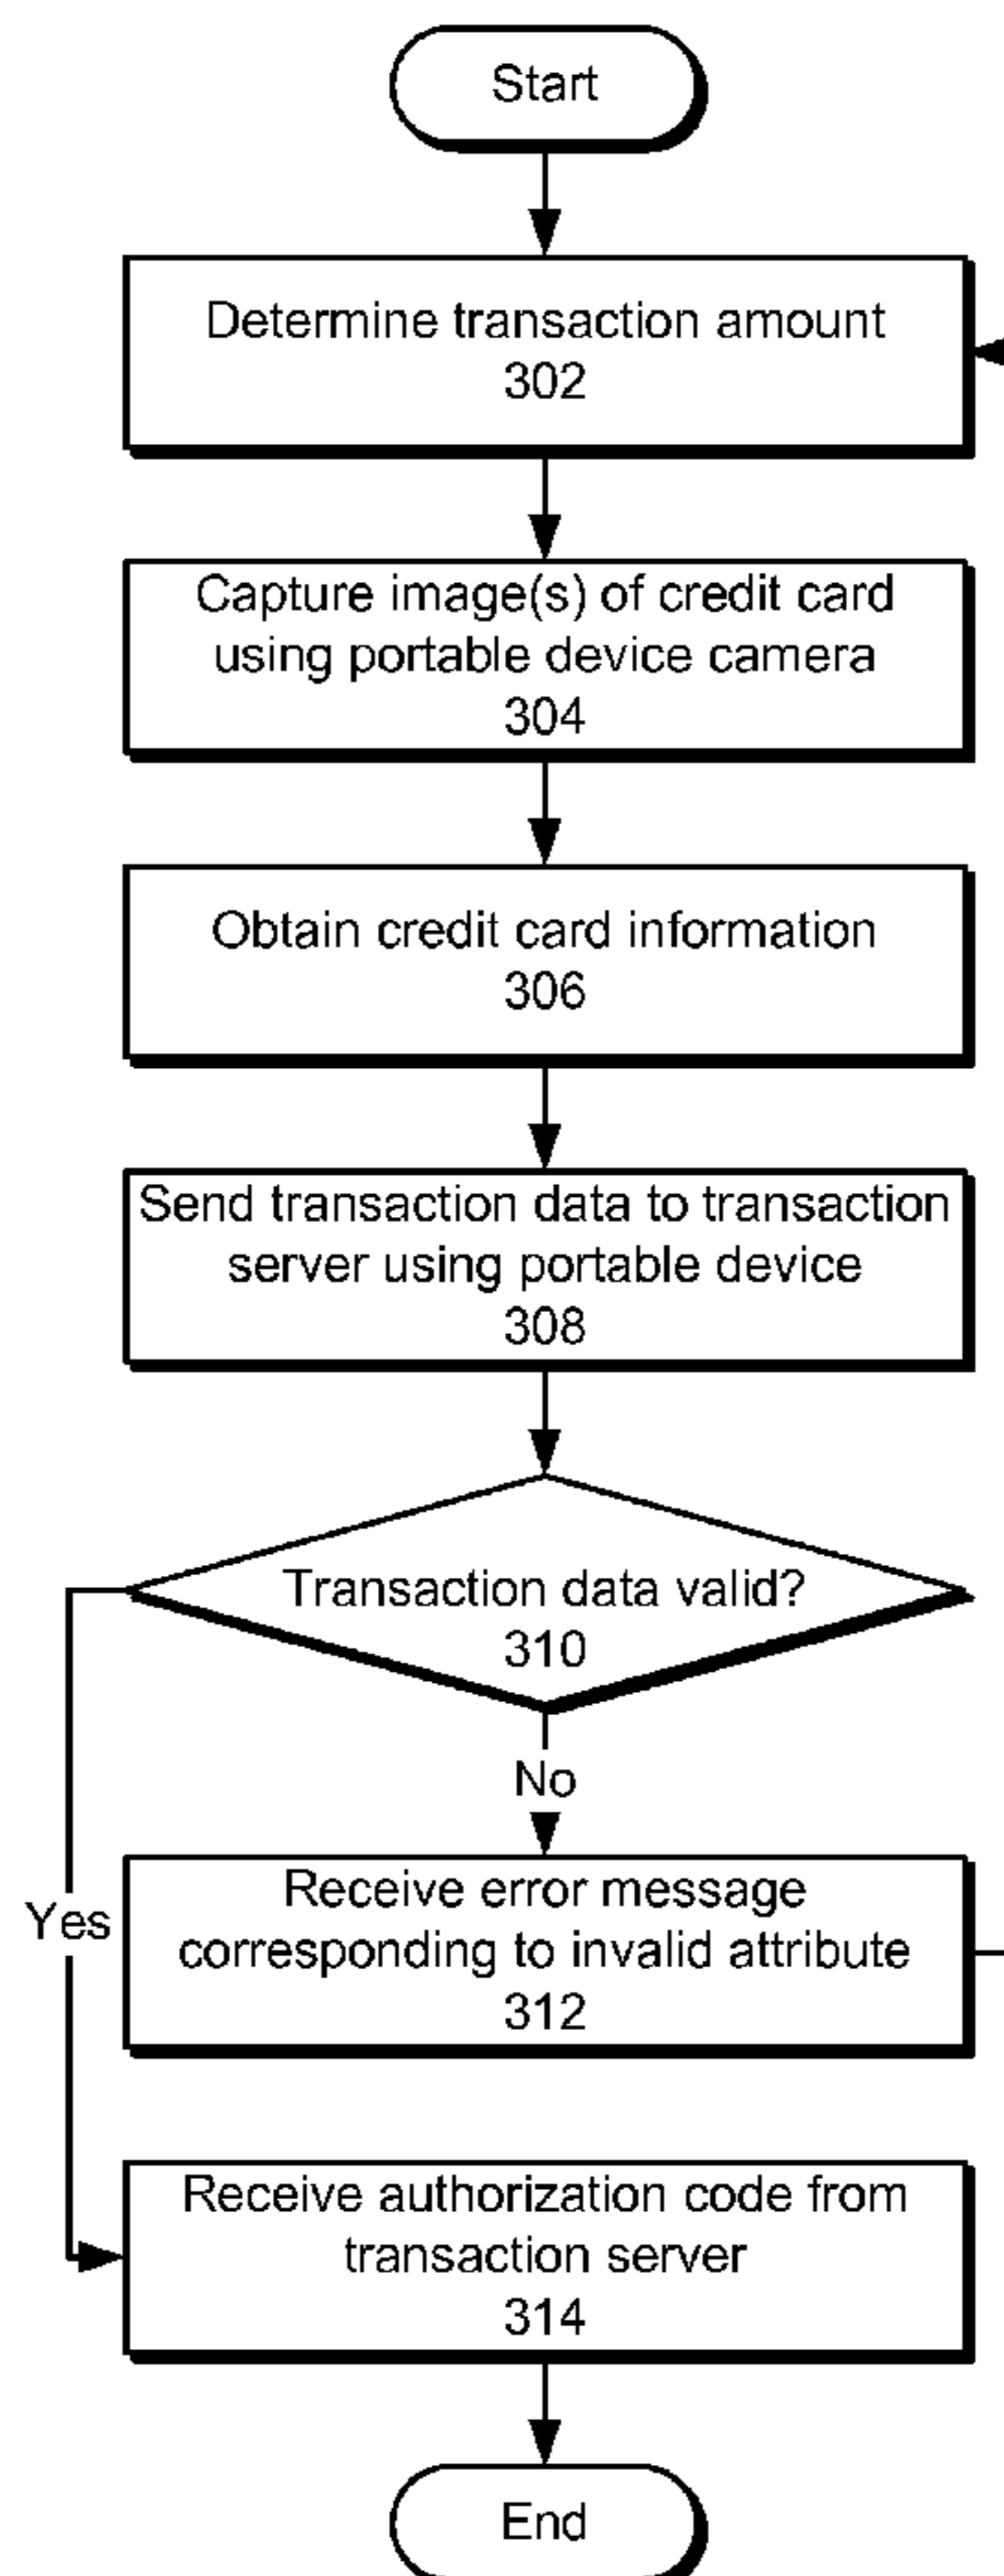 Start
Determine transaction amount
302
Capture image(s) of credit card
using portable device camera
304
Obtain credit card information
306
Send transaction data to transaction
server using portable device
308
Transaction data valid?
310
No
Receive error message
corresponding to invalid attribute
312
Yes
Receive authorization code from
transaction server
314
End